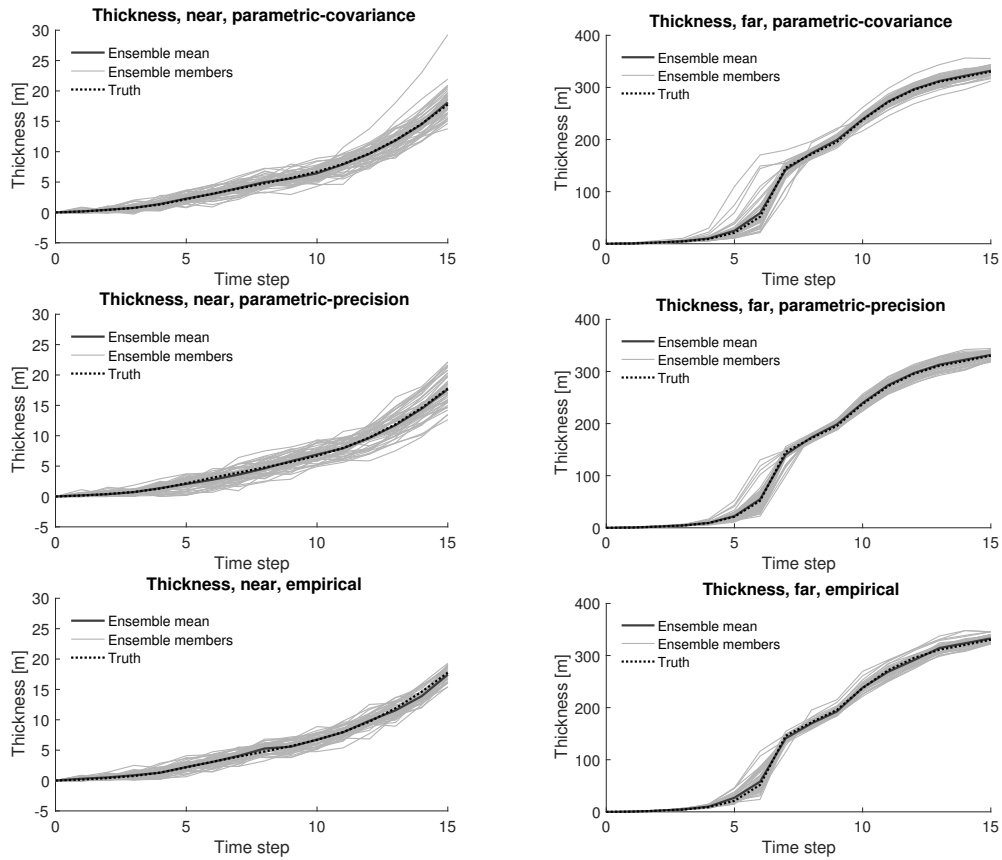 Thickness, near, parametric-covariance
30
25
20
15
10
5
0
-5
Thickness [m]
Ensemble mean
Ensemble members
Truth
0 5 10 15
Time step
Thickness, far, parametric-covariance
400
300
200
100
0
Thickness [m]
Ensemble mean
Ensemble members
Truth
0 5 10 15
Time step
Thickness, near, parametric-precision
30
25
20
15
10
5
0
-5
Thickness [m]
Ensemble mean
Ensemble members
Truth
0 5 10 15
Time step
Thickness, far, parametric-precision
400
300
200
100
0
Thickness [m]
Ensemble mean
Ensemble members
Truth
0 5 10 15
Time step
Thickness, near, empirical
30
25
20
15
10
5
0
-5
Thickness [m]
Ensemble mean
Ensemble members
Truth
0 5 10 15
Time step
Thickness, far, empirical
400
300
200
100
0
Thickness [m]
Ensemble mean
Ensemble members
Truth
0 5 10 15
Time step